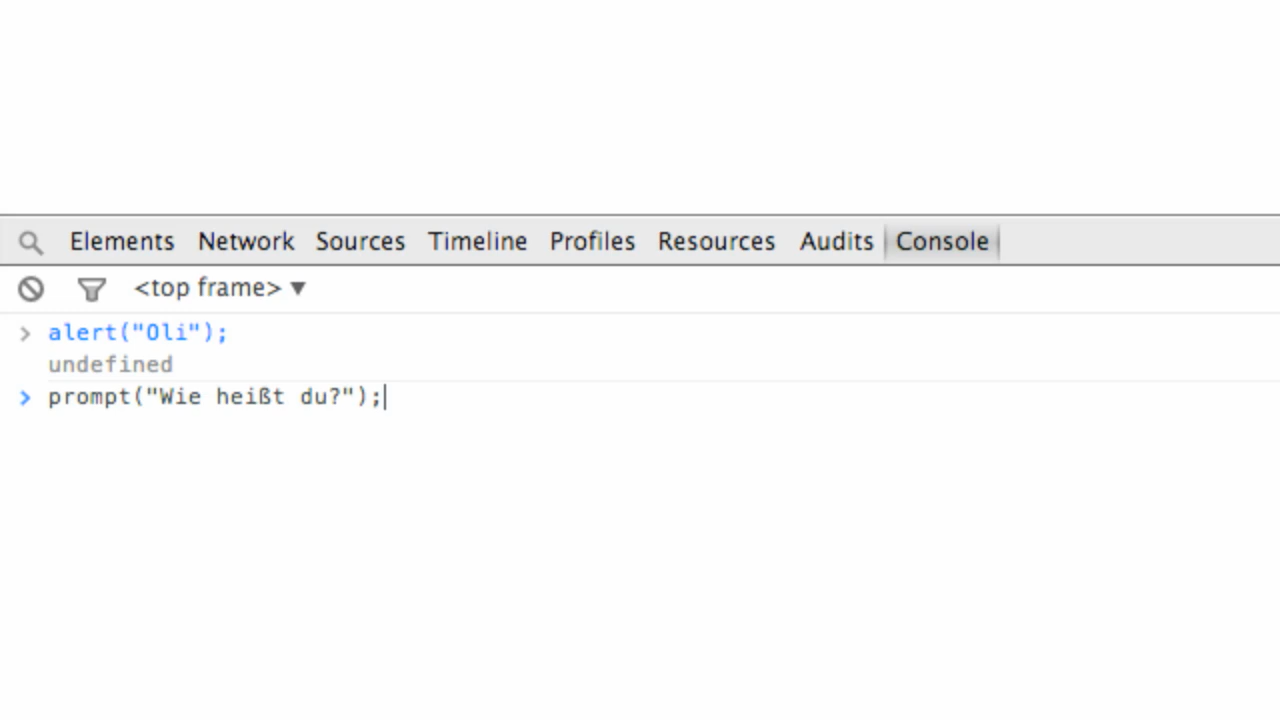 Elements Network Sources Timeline Profiles Resources Audits Console
<top frame> ▼
> alert("Oli");
undefined
> prompt("Wie heißt du?");